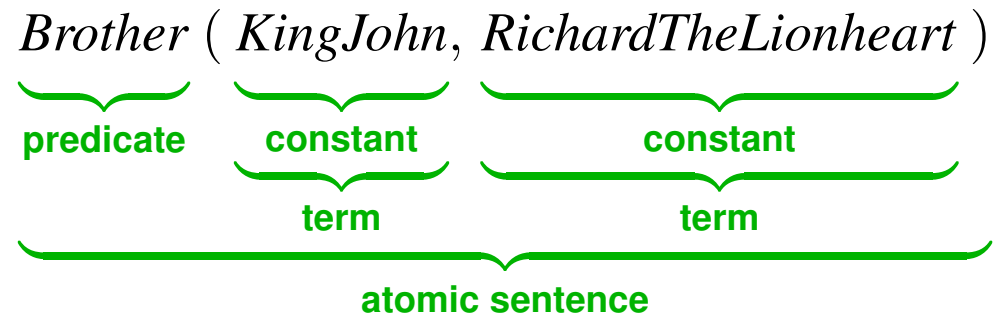 Brother ( KingJohn, RichardTheLionheart )
predicate constant constant
term term
atomic sentence